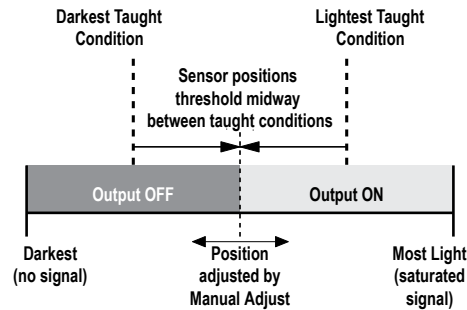 Darkest Taught
Condition
Lightest Taught
Condition
Sensor positions
threshold midway
between taught conditions
Output OFF
Output ON
Darkest
(no signal)
Position
adjusted by
Manual Adjust
Most Light
(saturated
signal)